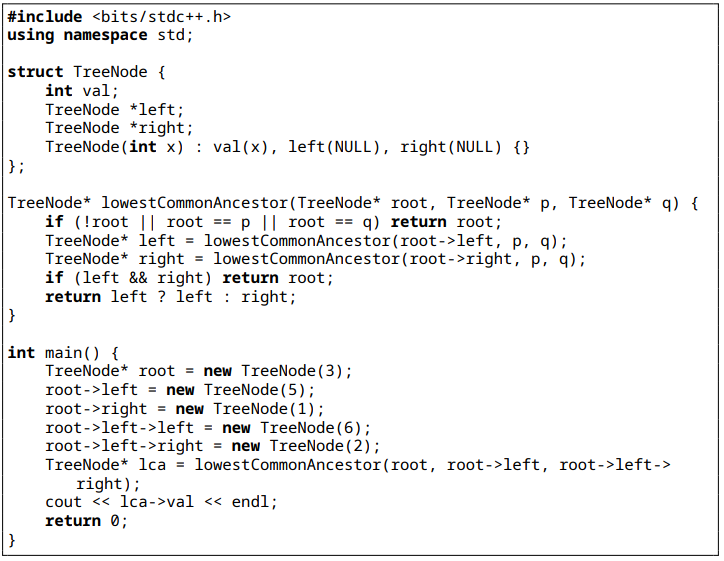 #include <bits/stdc++.h>
using namespace std;

struct TreeNode {
    int val;
    TreeNode *left;
    TreeNode *right;
    TreeNode(int x) : val(x), left(NULL), right(NULL) {}
};

TreeNode* lowestCommonAncestor(TreeNode* root, TreeNode* p, TreeNode* q) {
    if (!root || root == p || root == q) return root;
    TreeNode* left = lowestCommonAncestor(root->left, p, q);
    TreeNode* right = lowestCommonAncestor(root->right, p, q);
    if (left && right) return root;
    return left ? left : right;
}

int main() {
    TreeNode* root = new TreeNode(3);
    root->left = new TreeNode(5);
    root->right = new TreeNode(1);
    root->left->left = new TreeNode(6);
    root->left->right = new TreeNode(2);
    TreeNode* lca = lowestCommonAncestor(root, root->left, root->left->
        right);
    cout << lca->val << endl;
    return 0;
}